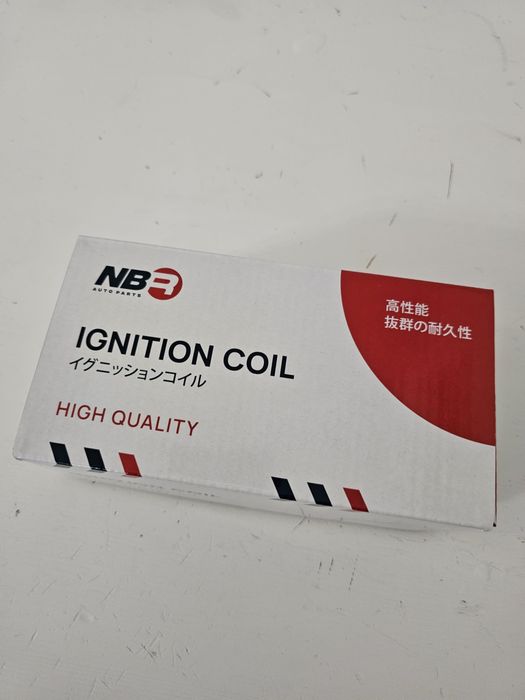 NBR
AUTO PARTS
IGNITION COIL
イグニッションコイル
HIGH QUALITY
高性能
抜群の耐久性